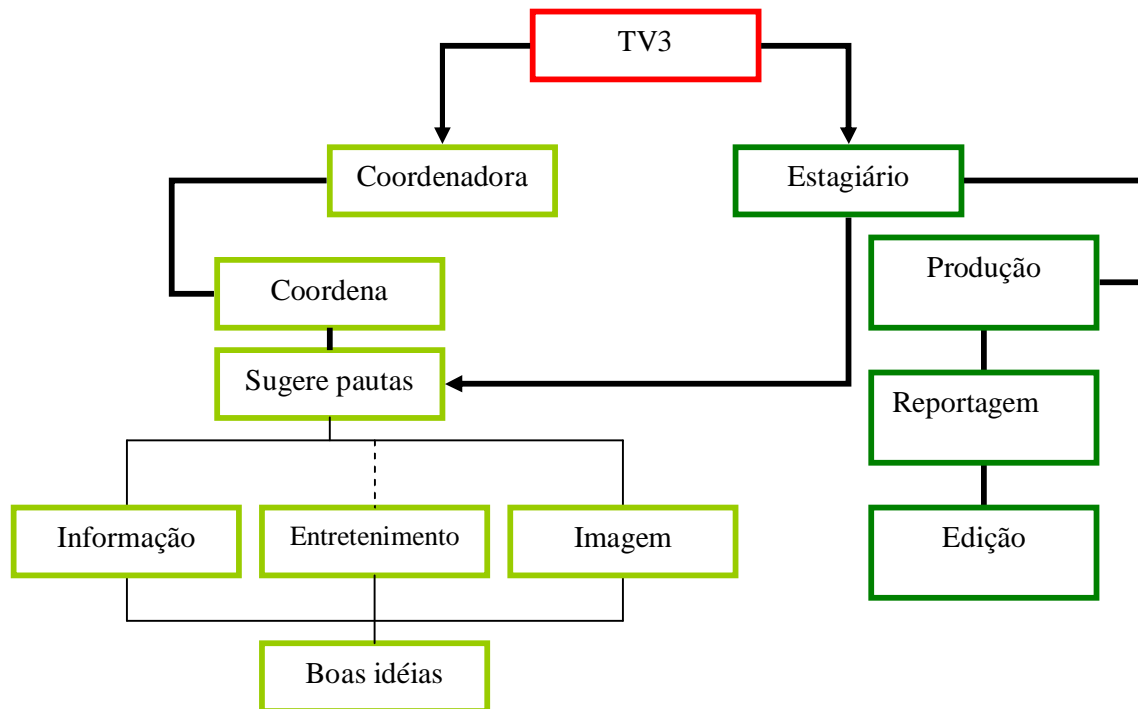 TV3
Coordenadora
Estagiário
Coordena
Produção
Sugere pautas
Reportagem
Informação
Entretenimento
Imagem
Edição
Boas idéias